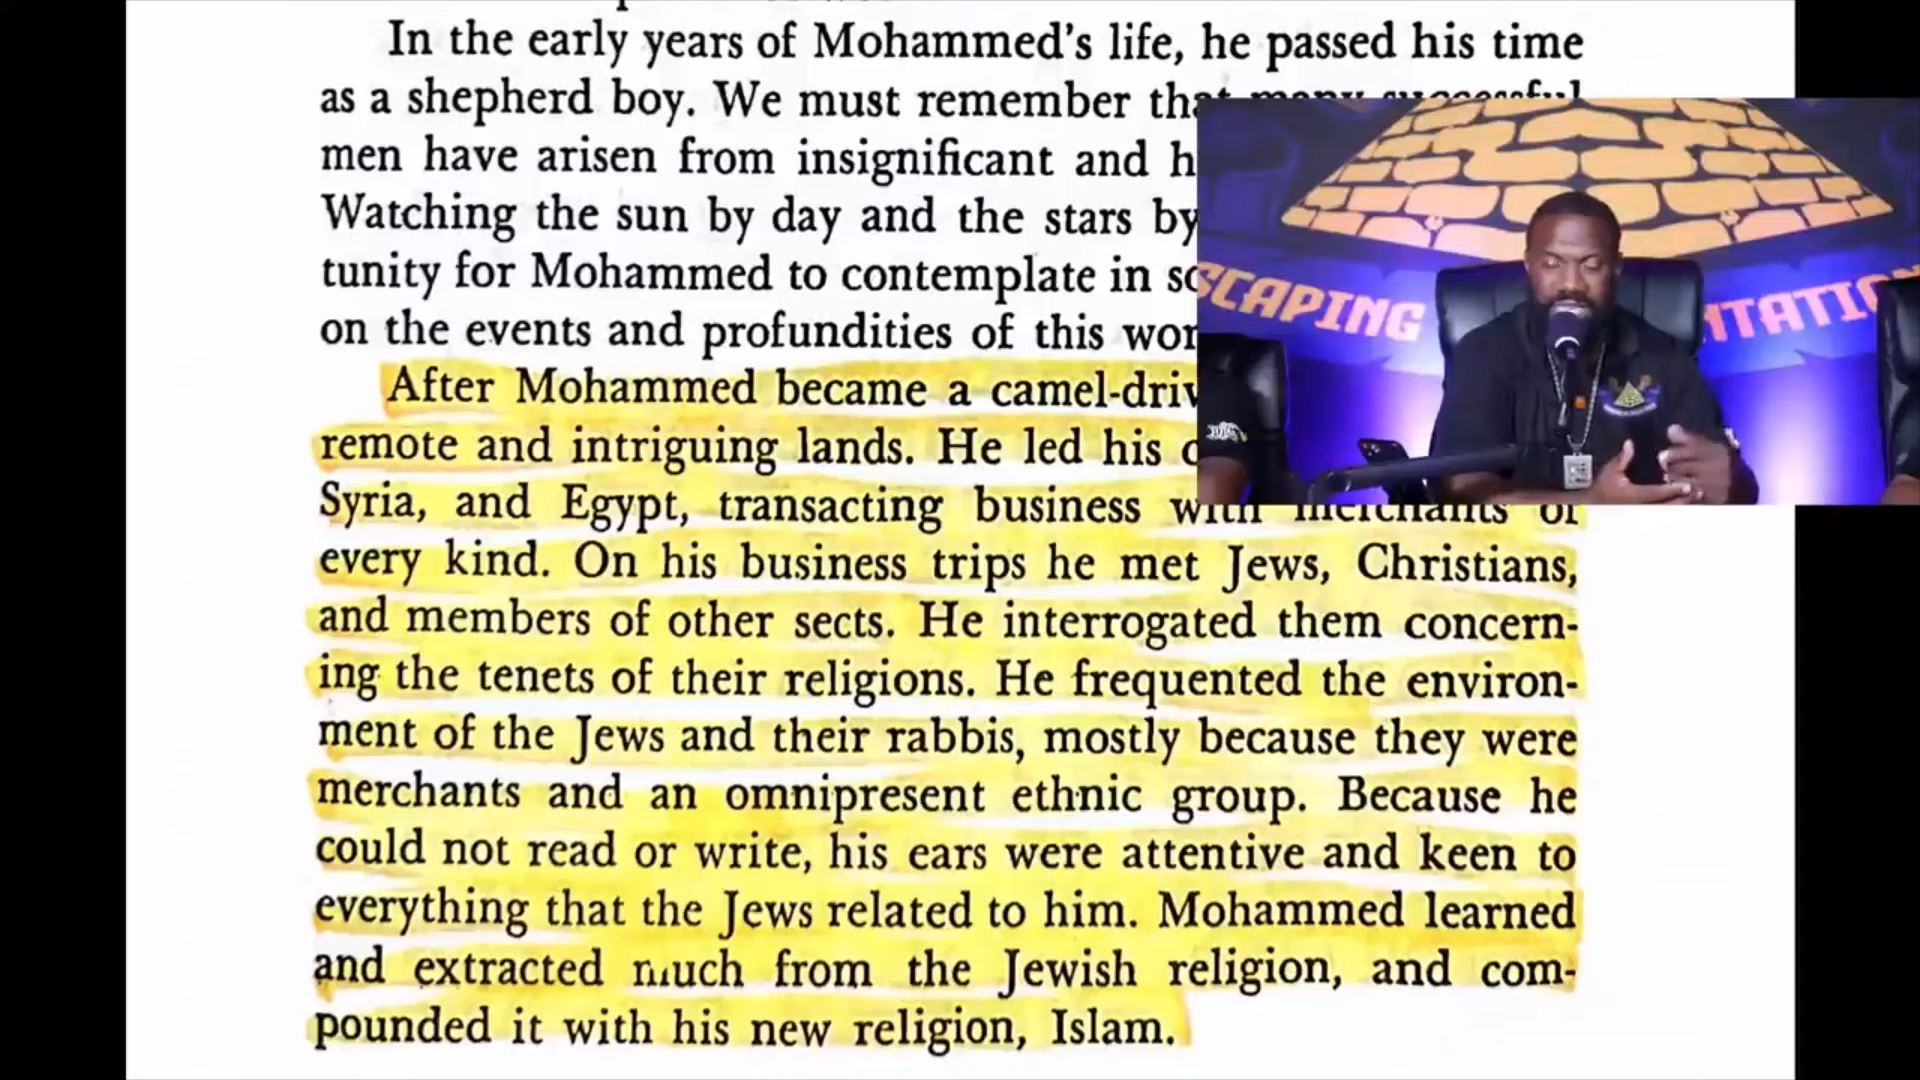 In the early years of Mohammed's life, he passed his time
as a shepherd boy. We must remember that many successful
men have arisen from insignificant and
Watching the sun by day and the stars by
tunity for Mohammed to contemplate in
on the events and profundities of this
After Mohammed became a
remote and intriguing lands. He led his
Syria, and Egypt, transacting business with merchants of
every kind. On his business trips he met Jews, Christians,
and members of other sects. He interrogated them concern-
ing the tenets of their religions. He frequented the environ-
ment of the Jews and their rabbis, mostly because they were
merchants and an omnipresent ethnic group. Because he
could not read or write, his ears were attentive and keen to
everything that the Jews related to him. Mohammed learned
and extracted much from the Jewish religion, and com-
pounded it with his new religion, Islam.
SCAPING
NTATIO